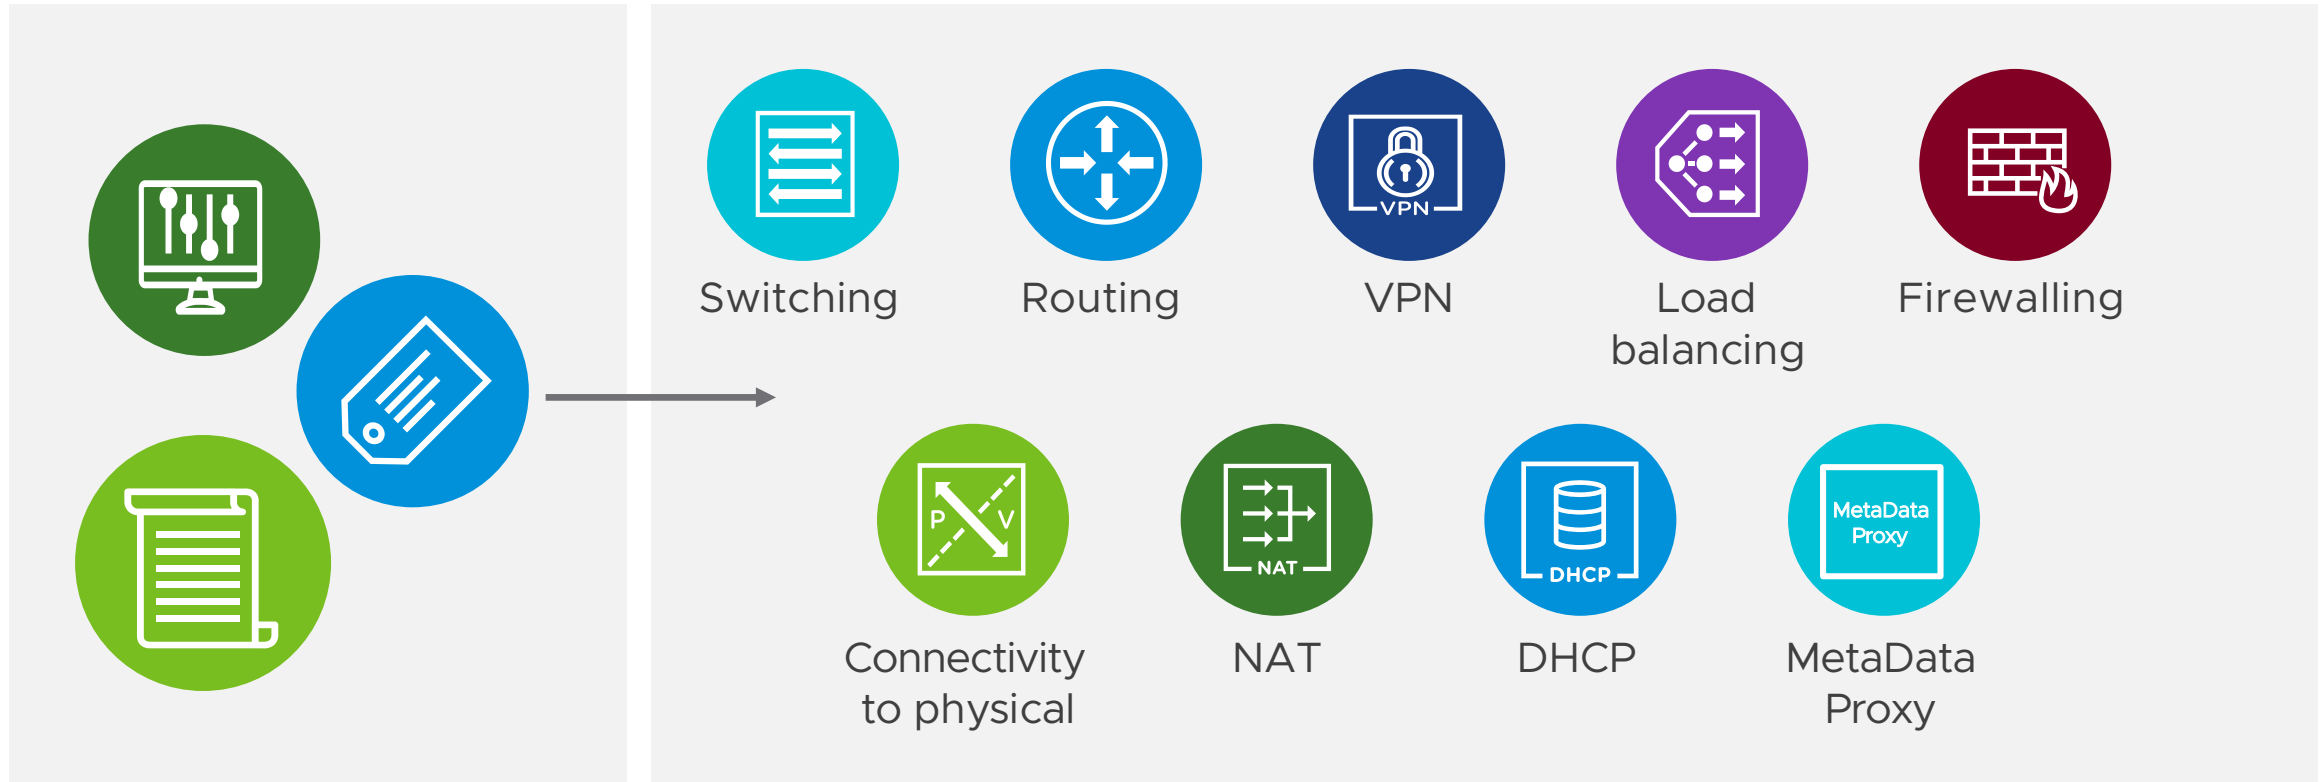 VPN
Switching
Routing
VPN
Load
balancing
Firewalling
P
V
NAT
DHCP
MetaData
Proxy
Connectivity
to physical
NAT
DHCP
MetaData
Proxy